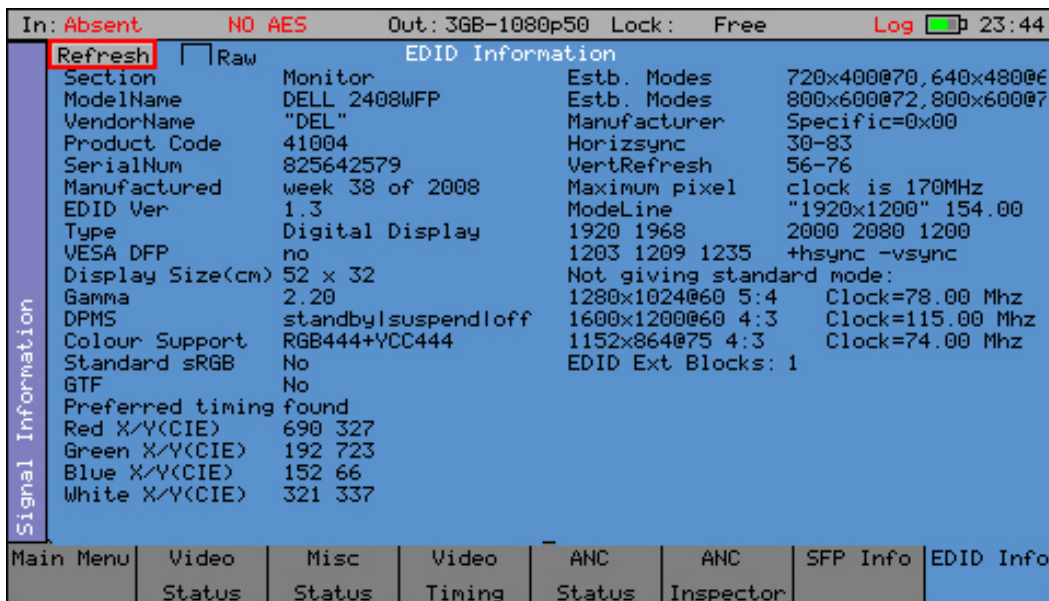 In: Absent NO AES Out: 3GB-1080p50 Lock: Free Log 23:44
Refresh Raw EDID Information
Section Monitor
ModelName DELL 2408WFP
VendorName "DEL"
Product Code 41004
SerialNum 825642579
Manufactured week 38 of 2008
EDID Ver 1.3
Type Digital Display
VESA DFP no
Display Size(cm) 52 x 32
Gamma 2.20
DPMS standby|suspend|off
Colour Support RGB444+YCC444
Standard sRGB No
GTF No
Preferred timing found
Red X/Y(CIE) 690 327
Green X/Y(CIE) 192 723
Blue X/Y(CIE) 152 66
White X/Y(CIE) 321 337
Estb. Modes 720x400@70,640x480@6
Estb. Modes 800x600@72,800x600@7
Manufacturer Specific=0x00
Horizsync 30-83
VertRefresh 56-76
Maximum pixel clock is 170MHz
ModeLine "1920x1200" 154.00
1920 1968 2000 2080 1200
1203 1209 1235 +hsync -vsync
Not giving standard mode:
1280x1024@60 5:4 Clock=78.00 Mhz
1600x1200@60 4:3 Clock=115.00 Mhz
1152x864@75 4:3 Clock=74.00 Mhz
EDID Ext Blocks: 1
Signal Information
Main Menu
Video
Status
Misc
Status
Video
Timing
ANC
Status
ANC
Inspector
SFP Info
EDID Info